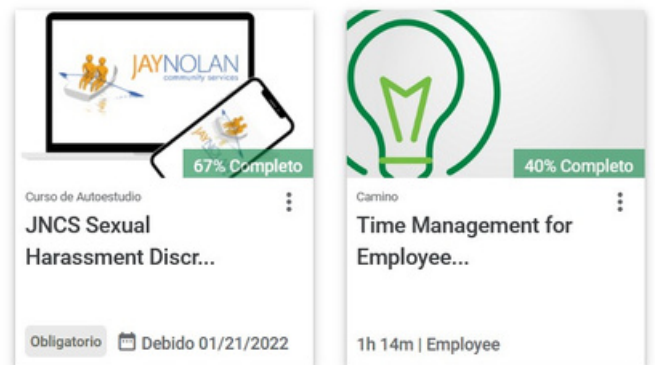 JAYNOLAN
community services
JAYNOLAN
67% Completo
Curso de Autoestudio
JNCS Sexual
Harassment Discr...
Obligatorio
Debido 01/21/2022
40% Completo
Camino
Time Management for
Employee...
1h 14m | Employee